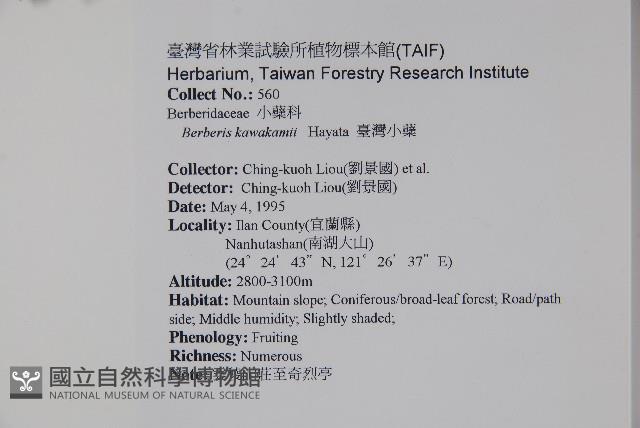 臺灣省林業試驗所植物標本館(TAIF)
Herbarium, Taiwan Forestry Research Institute
Collect No.: 560
Berberidaceae 小蘗科
Berberis kawakamii Hayata 臺灣小蘗
Collector: Ching-kuoh Liou(劉景國) et al.
Detector: Ching-kuoh Liou(劉景國)
Date: May 4, 1995
Locality: Ilan County(宜蘭縣)
Nanhutashan(南湖大山)
(24° 24' 43" N, 121° 26' 37" E)
Altitude: 2800-3100m
Habitat: Mountain slope; Coniferous/broad-leaf forest; Road/path
side; Middle humidity; Slightly shaded;
Phenology: Fruiting
Richness: Numerous
Note: 莊至奇烈亭
國立自然科學博物館
NATIONAL MUSEUM OF NATURAL SCIENCE